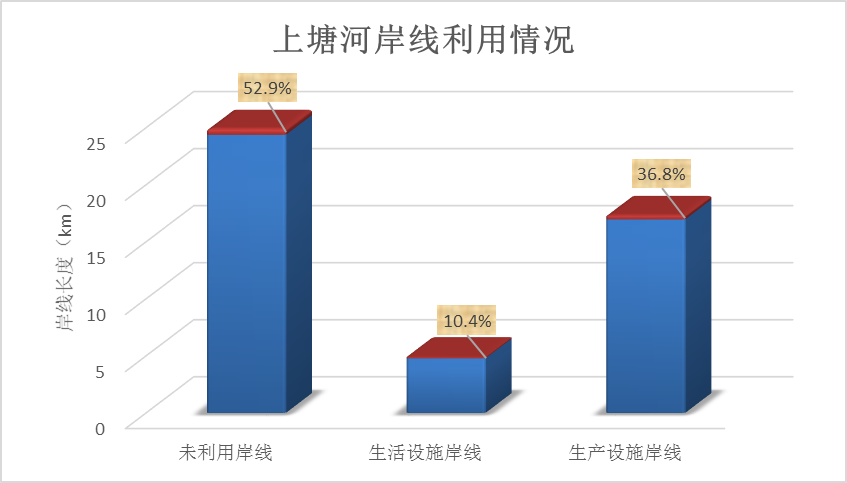 上塘河岸线利用情况
52.9%
36.8%
10.4%
25
20
15
10
5
0
岸线长度（km）
未利用岸线
生活设施岸线
生产设施岸线